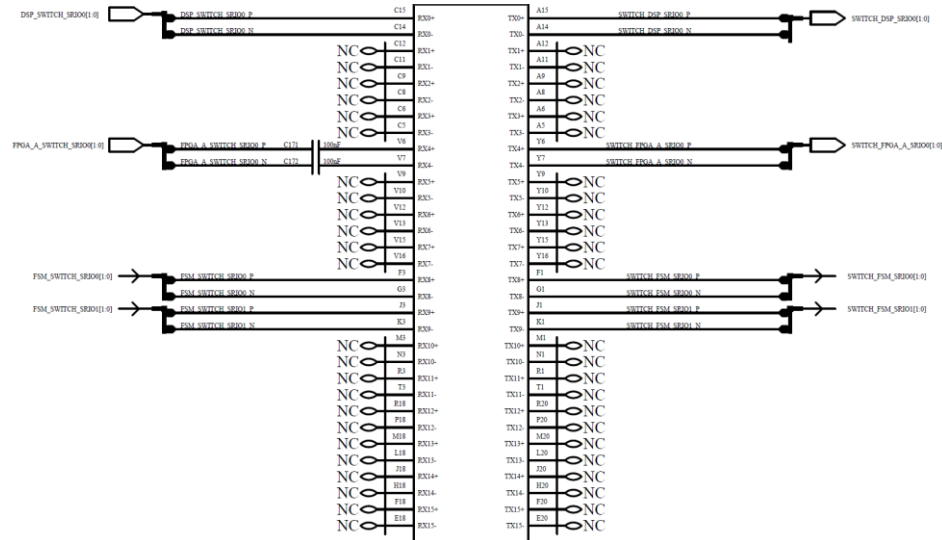 DSP_SWITCH_SRIO0[1:0] DSP_SWITCH_SRIO0_P C15 RX0+ TX0+ A15 SWITCH_DSP_SRIO0_P SWITCH_DSP_SRIO0[1:0]
DSP_SWITCH_SRIO0_N C14 RX0- TX0- A14 SWITCH_DSP_SRIO0_N
NC C12 RX1+ TX1+ A12 NC
NC C11 RX1- TX1- A11 NC
NC C9 RX2+ TX2+ A9 NC
NC C8 RX2- TX2- A8 NC
NC C6 RX3+ TX3+ A6 NC
NC C5 RX3- TX3- A5 NC
FPGA_A_SWITCH_SRIO0[1:0] FPGA_A_SWITCH_SRIO0_P C171 100nF V6 RX4+ TX4+ Y6 SWITCH_FPGA_A_SRIO0_P SWITCH_FPGA_A_SRIO0[1:0]
FPGA_A_SWITCH_SRIO0_N C172 100nF V7 RX4- TX4- Y7 SWITCH_FPGA_A_SRIO0_N
NC V9 RX5+ TX5+ Y9 NC
NC V10 RX5- TX5- Y10 NC
NC V12 RX6+ TX6+ Y12 NC
NC V13 RX6- TX6- Y13 NC
NC V15 RX7+ TX7+ Y15 NC
NC V16 RX7- TX7- Y16 NC
FSM_SWITCH_SRIO0[1:0] FSM_SWITCH_SRIO0_P F3 RX8+ TX8+ F1 SWITCH_FSM_SRIO0_P SWITCH_FSM_SRIO0[1:0]
FSM_SWITCH_SRIO0_N G3 RX8- TX8- G1 SWITCH_FSM_SRIO0_N
FSM_SWITCH_SRIO1[1:0] FSM_SWITCH_SRIO1_P J3 RX9+ TX9+ J1 SWITCH_FSM_SRIO1_P SWITCH_FSM_SRIO1[1:0]
FSM_SWITCH_SRIO1_N K3 RX9- TX9- K1 SWITCH_FSM_SRIO1_N
NC M3 RX10+ TX10+ M1 NC
NC N3 RX10- TX10- N1 NC
NC R3 RX11+ TX11+ R1 NC
NC T3 RX11- TX11- T1 NC
NC R18 RX12+ TX12+ R20 NC
NC P18 RX12- TX12- P20 NC
NC M18 RX13+ TX13+ M20 NC
NC L18 RX13- TX13- L20 NC
NC J18 RX14+ TX14+ J20 NC
NC H18 RX14- TX14- H20 NC
NC F18 RX15+ TX15+ F20 NC
NC E18 RX15- TX15- E20 NC